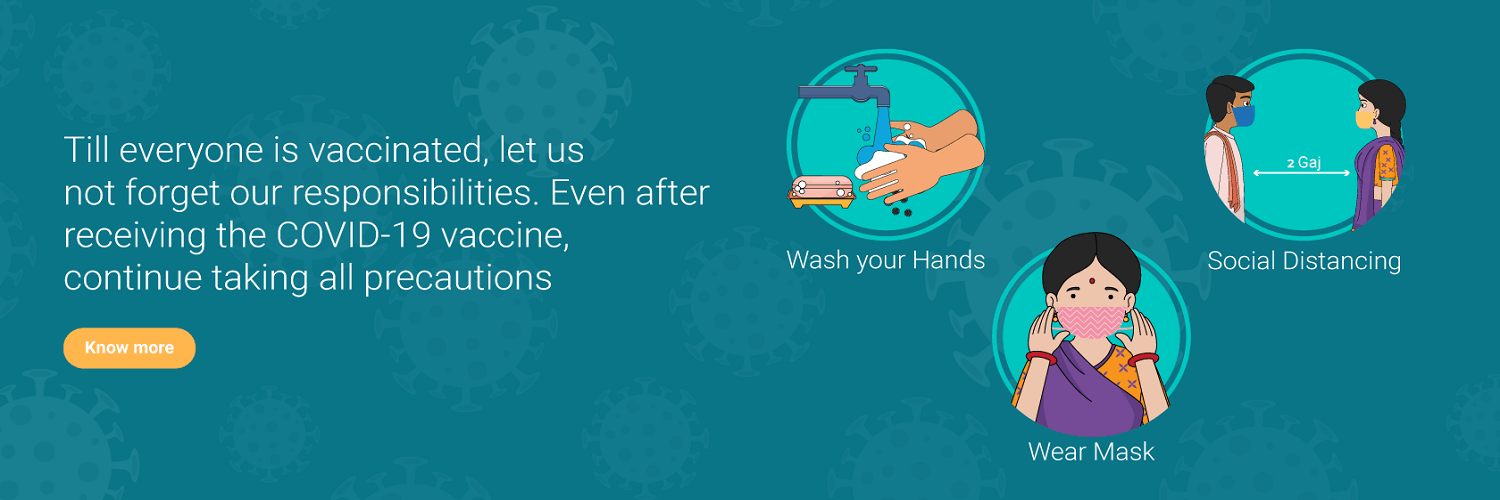 Till everyone is vaccinated, let us
not forget our responsibilities. Even after
receiving the COVID-19 vaccine,
continue taking all precautions
Know more
Wash your Hands
2 Gaj
Social Distancing
Wear Mask